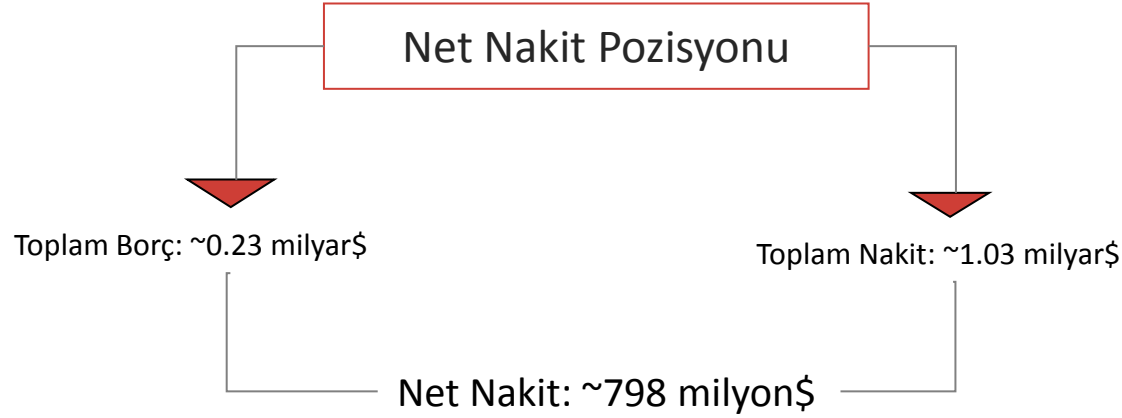 Net Nakit Pozisyonu
Toplam Borç: ~0.23 milyar$
Toplam Nakit: ~1.03 milyar$
Net Nakit: ~798 milyon$